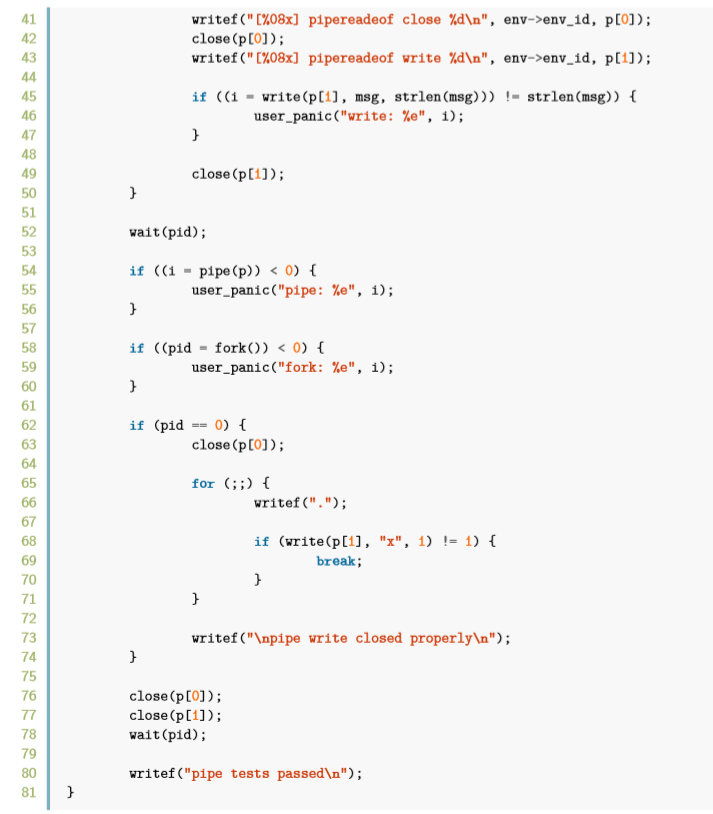 41 writef("[%08x] pipereadeof close %d\n", env->env_id, p[0]);
42 close(p[0]);
43 writef("[%08x] pipereadeof write %d\n", env->env_id, p[1]);
44
45 if ((i = write(p[1], msg, strlen(msg))) != strlen(msg)) {
46 user_panic("write: %e", i);
47 }
48
49 close(p[1]);
50 }
51
52 wait(pid);
53
54 if ((i = pipe(p)) < 0) {
55 user_panic("pipe: %e", i);
56 }
57
58 if ((pid = fork()) < 0) {
59 user_panic("fork: %e", i);
60 }
61
62 if (pid == 0) {
63 close(p[0]);
64
65 for (;;) {
66 writef(".");
67
68 if (write(p[1], "x", 1) != 1) {
69 break;
70 }
71 }
72
73 writef("\npipe write closed properly\n");
74 }
75
76 close(p[0]);
77 close(p[1]);
78 wait(pid);
79
80 writef("pipe tests passed\n");
81 }